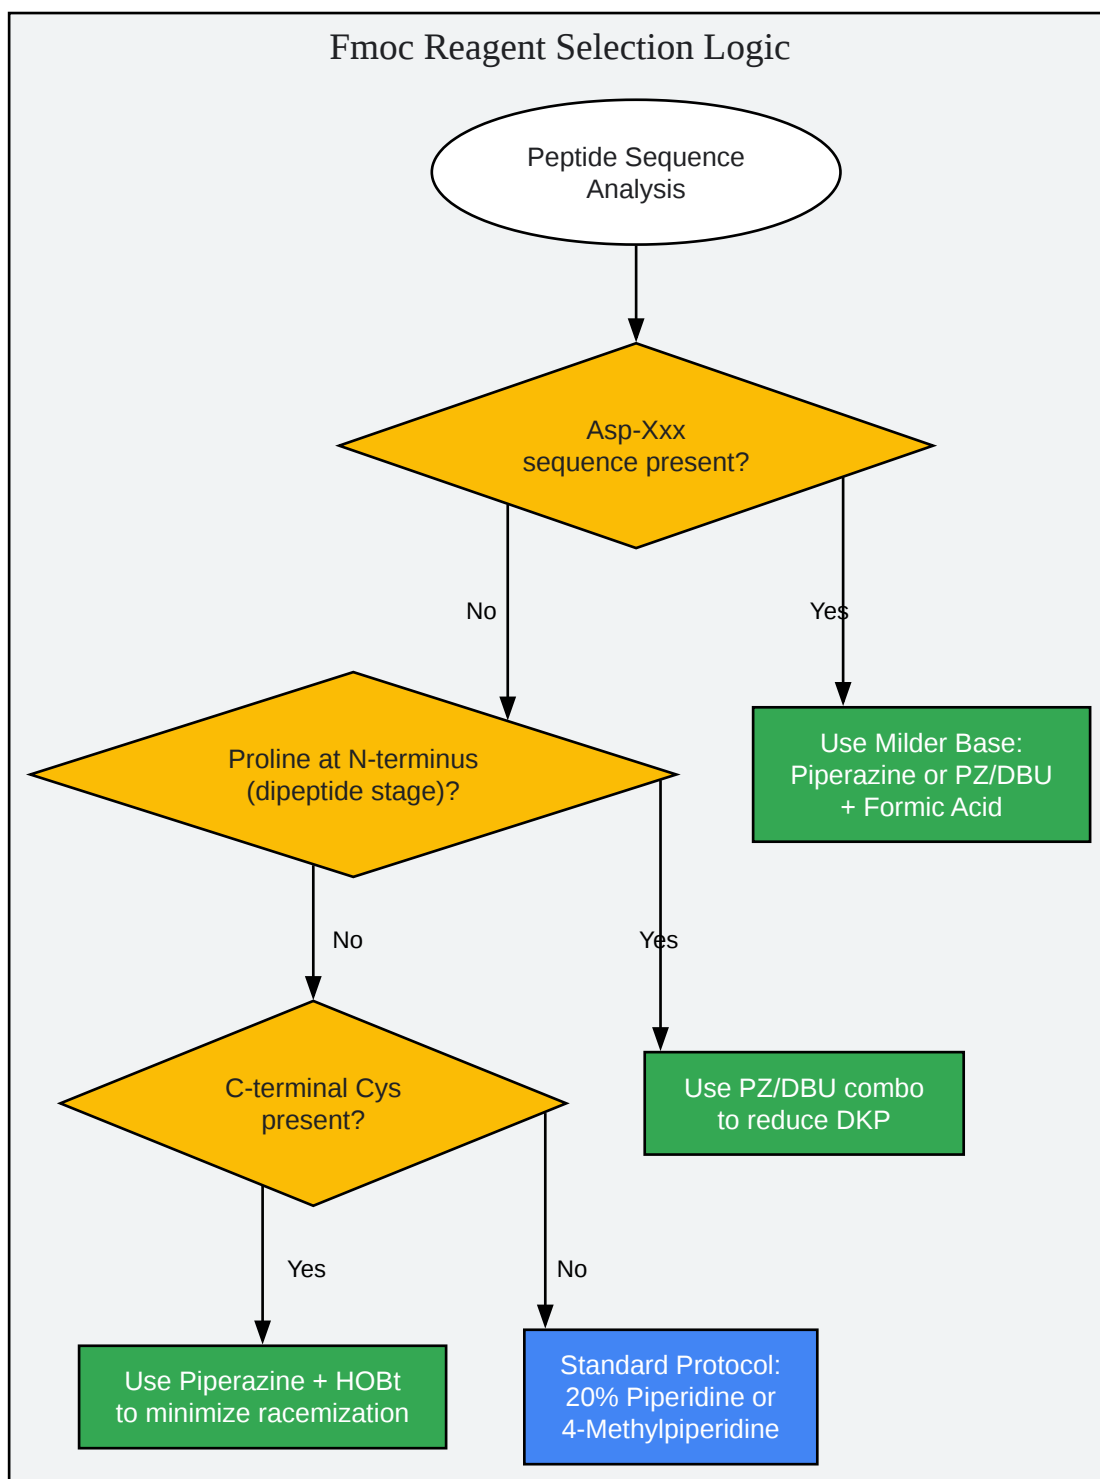 Fmoc Reagent Selection Logic
Peptide Sequence
Analysis
Asp-Xxx
sequence present?
No
Yes
Proline at N-terminus
(dipeptide stage)?
Use Milder Base:
Piperazine or PZ/DBU
+ Formic Acid
No
Yes
C-terminal Cys
present?
Use PZ/DBU combo
to reduce DKP
Yes
No
Use Piperazine + HOBt
to minimize racemization
Standard Protocol:
20% Piperidine or
4-Methylpiperidine